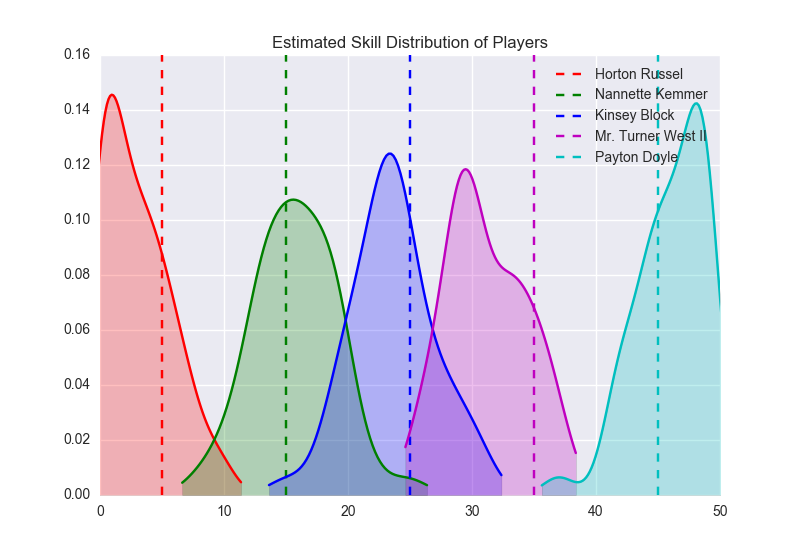 Estimated Skill Distribution of Players
0.16
0.14
0.12
0.10
0.08
0.06
0.04
0.02
0.00
0 10 20 30 40 50
Horton Russel
Nannette Kemmer
Kinsey Block
Mr. Turner West II
Payton Doyle